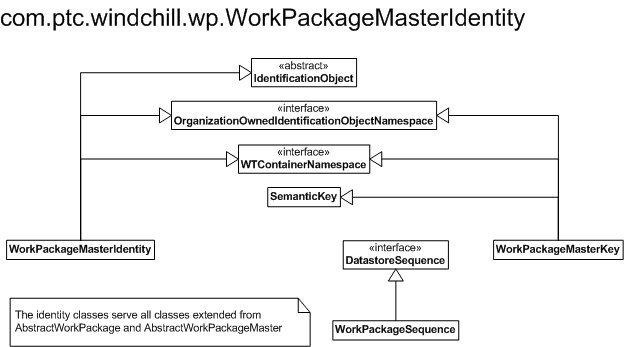 com.ptc.windchill.wp.WorkPackageMasterIdentity
«abstract»
IdentificationObject
«interface»
OrganizationOwnedIdentificationObjectNamespace
«interface»
WTContainerNamespace
SemanticKey
WorkPackageMasterIdentity
«interface»
DatastoreSequence
WorkPackageMasterKey
The identity classes serve all classes extended from
AbstractWorkPackage and AbstractWorkPackageMaster
WorkPackageSequence